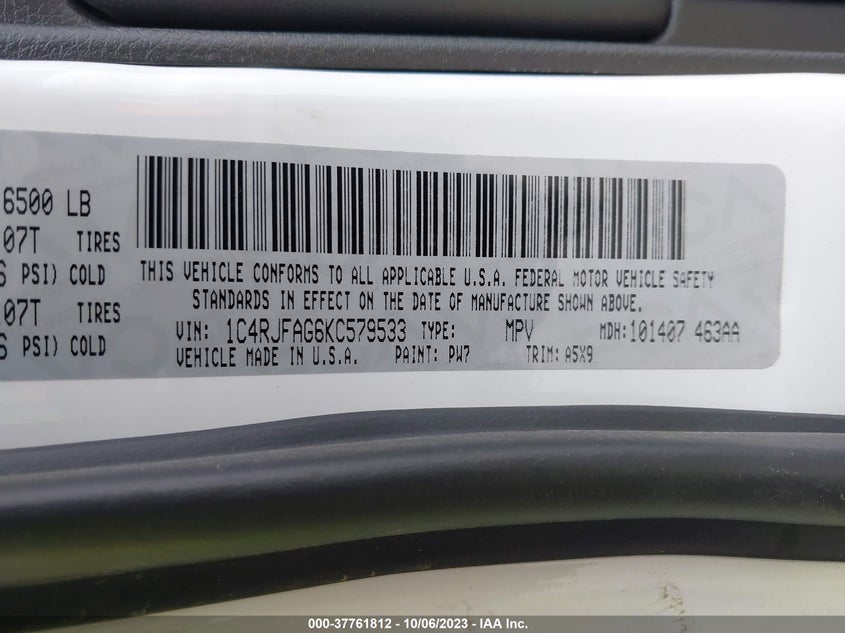 6500 LB
07T TIRES
PSI) COLD
07T TIRES
PSI) COLD
THIS VEHICLE CONFORMS TO ALL APPLICABLE U.S.A. FEDERAL MOTOR VEHICLE SAFETY
STANDARDS IN EFFECT ON THE DATE OF MANUFACTURE SHOWN ABOVE.
VIN: 1C4RJFAG6KC579533 TYPE: MPV MDH:101407 463AA
VEHICLE MADE IN U.S.A. PAINT: PW7 TRIM: A5X9
000-37761812 - 10/06/2023 - IAA Inc.